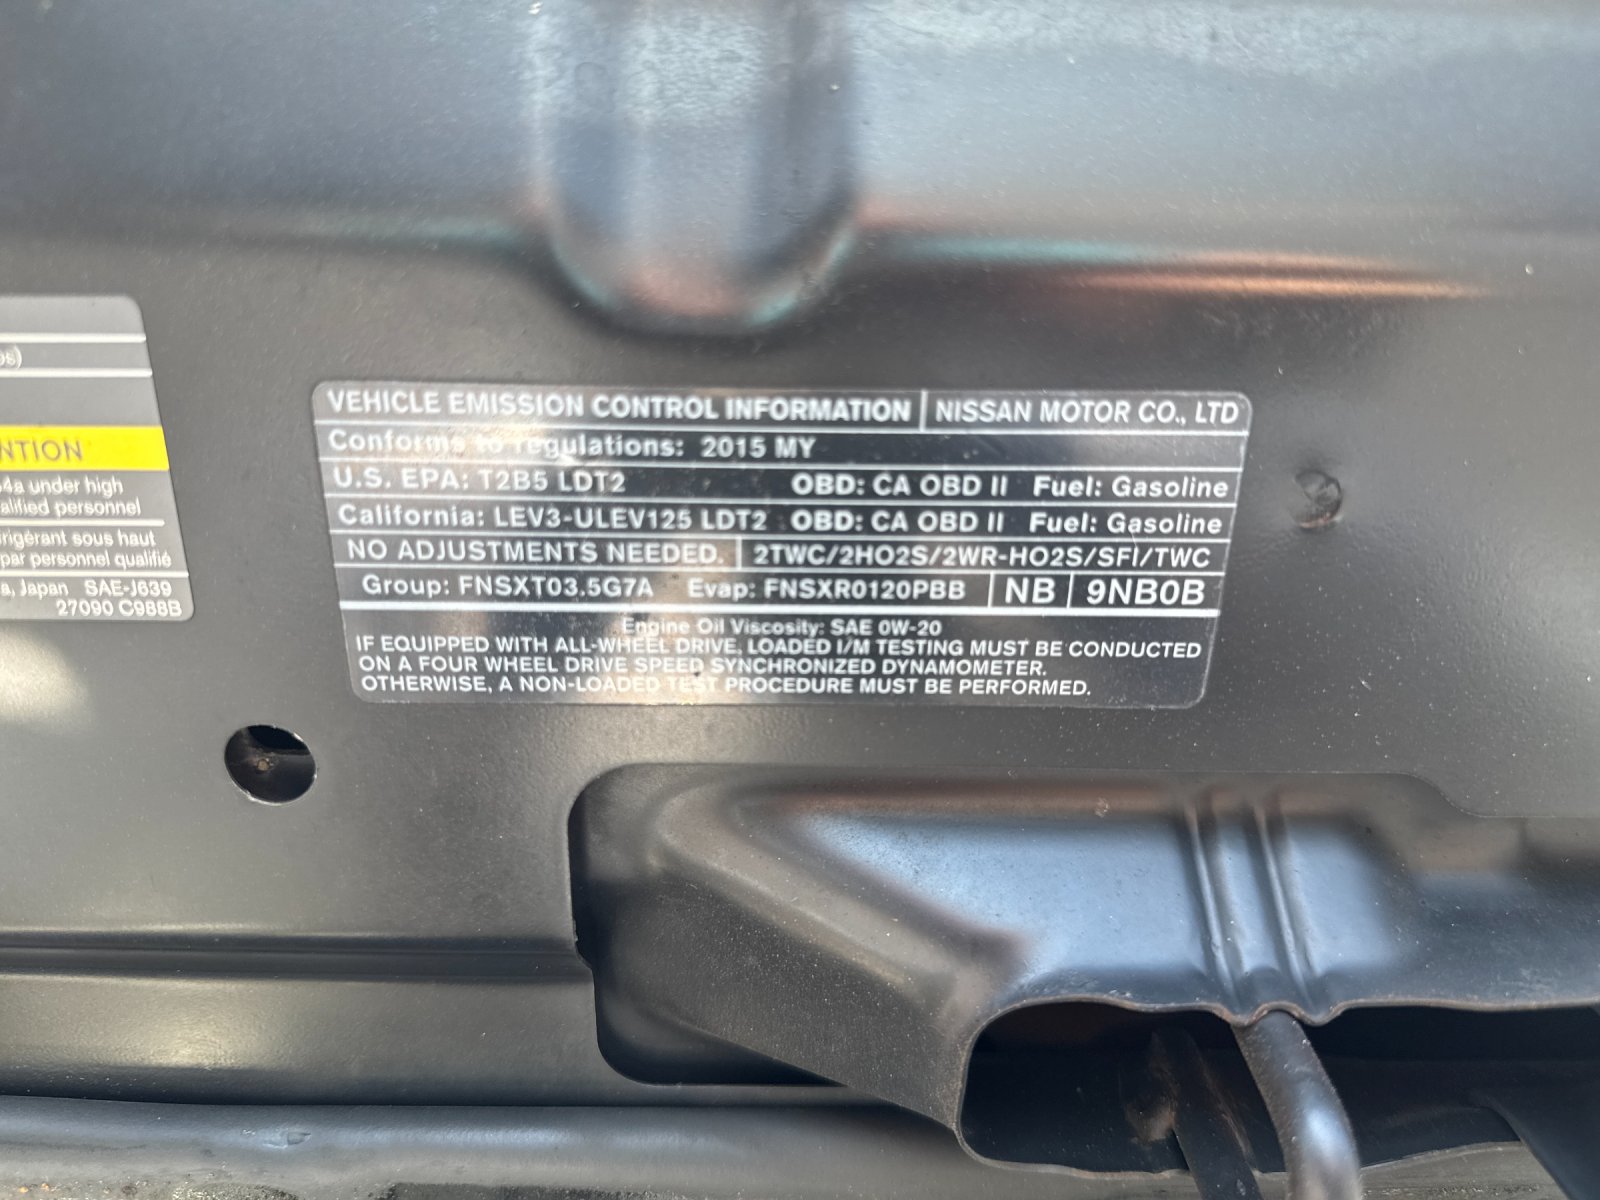 os)
NTION
4a under high
alified personnel
rigérant sous haut
par personnel qualifié
a, Japan SAE-J639
27090 C988B
VEHICLE EMISSION CONTROL INFORMATION NISSAN MOTOR CO., LTD
Conforms to regulations: 2015 MY
U.S. EPA: T2B5 LDT2 OBD: CA OBD II Fuel: Gasoline
California: LEV3-ULEV125 LDT2 OBD: CA OBD II Fuel: Gasoline
NO ADJUSTMENTS NEEDED. 2TWC/2HO2S/2WR-HO2S/SFI/TWC
Group: FNSXT03.5G7A Evap: FNSXR0120PBB NB 9NB0B
Engine Oil Viscosity: SAE 0W-20
IF EQUIPPED WITH ALL-WHEEL DRIVE, LOADED I/M TESTING MUST BE CONDUCTED
ON A FOUR WHEEL DRIVE SPEED SYNCHRONIZED DYNAMOMETER.
OTHERWISE, A NON-LOADED TEST PROCEDURE MUST BE PERFORMED.